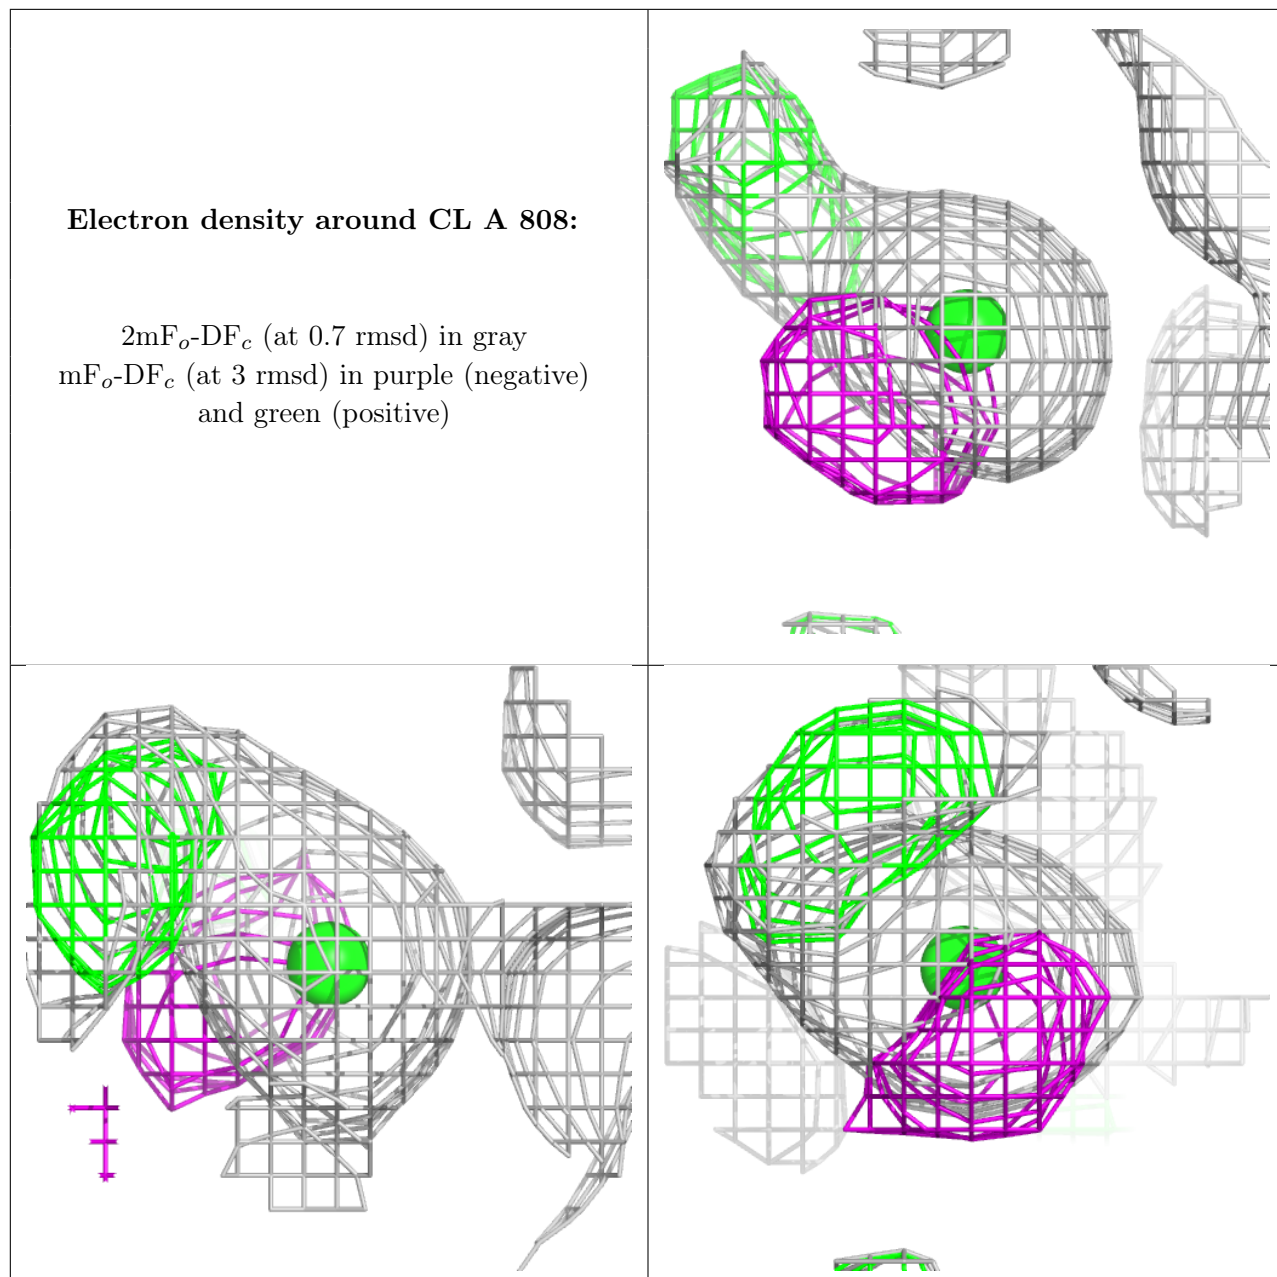 Electron density around CL A 808:
2mFo-DFc (at 0.7 rmsd) in gray
mFo-DFc (at 3 rmsd) in purple (negative)
and green (positive)